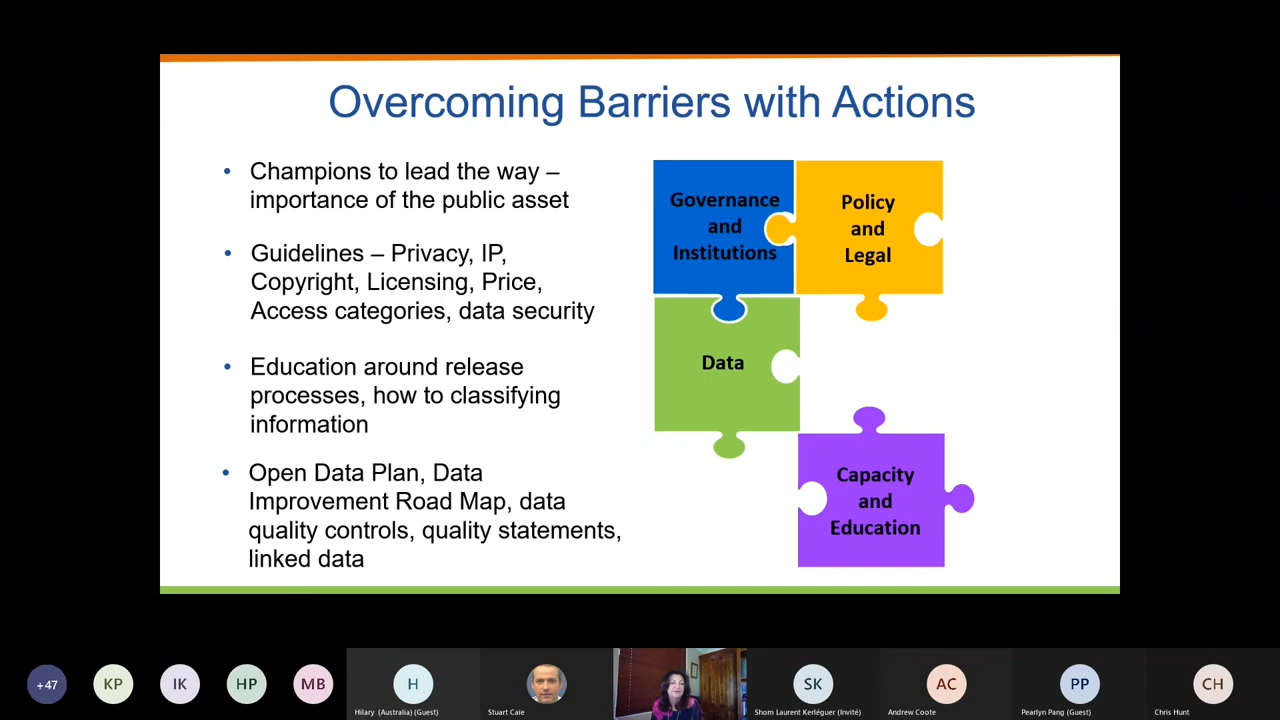 Overcoming Barriers with Actions
• Champions to lead the way –
importance of the public asset
• Guidelines – Privacy, IP,
Copyright, Licensing, Price,
Access categories, data security
• Education around release
processes, how to classifying
information
• Open Data Plan, Data
Improvement Road Map, data
quality controls, quality statements,
linked data
Governance
and
Institutions
Policy
and
Legal
Data
Capacity
and
Education
+47
KP
IK
HP
MB
H
Hilary (Australia) (Guest)
Stuart Caie
SK
Shom Laurent Kerléguer (Invité)
AC
Andrew Coote
PP
Pearlyn Pang (Guest)
CH
Chris Hunt